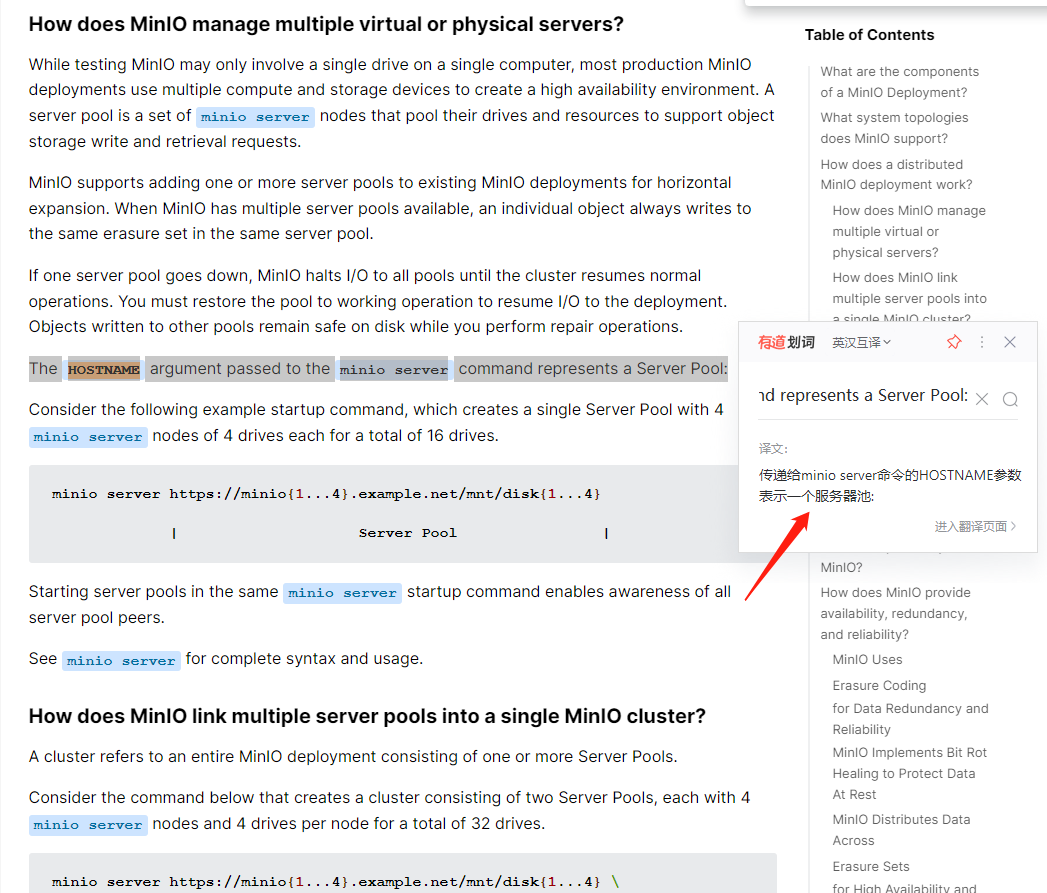 How does MinIO manage multiple virtual or physical servers?
While testing MinIO may only involve a single drive on a single computer, most production MinIO
deployments use multiple compute and storage devices to create a high availability environment. A
server pool is a set of minio server nodes that pool their drives and resources to support object
storage write and retrieval requests.
MinIO supports adding one or more server pools to existing MinIO deployments for horizontal
expansion. When MinIO has multiple server pools available, an individual object always writes to
the same erasure set in the same server pool.
If one server pool goes down, MinIO halts I/O to all pools until the cluster resumes normal
operations. You must restore the pool to working operation to resume I/O to the deployment.
Objects written to other pools remain safe on disk while you perform repair operations.
The HOSTNAME argument passed to the minio server command represents a Server Pool:
Consider the following example startup command, which creates a single Server Pool with 4
minio server nodes of 4 drives each for a total of 16 drives.
minio server https://minio{1...4}.example.net/mnt/disk{1...4}
| Server Pool |
Starting server pools in the same minio server startup command enables awareness of all
server pool peers.
See minio server for complete syntax and usage.
How does MinIO link multiple server pools into a single MinIO cluster?
A cluster refers to an entire MinIO deployment consisting of one or more Server Pools.
Consider the command below that creates a cluster consisting of two Server Pools, each with 4
minio server nodes and 4 drives per node for a total of 32 drives.
minio server https://minio{1...4}.example.net/mnt/disk{1...4} \
Table of Contents
What are the components
of a MinIO Deployment?
What system topologies
does MinIO support?
How does a distributed
MinIO deployment work?
How does MinIO manage
multiple virtual or
physical servers?
How does MinIO link
multiple server pools into
a single MinIO cluster?
有道划词 英汉互译
nd represents a Server Pool:
译文:
传递给minio server命令的HOSTNAME参数
表示一个服务器池:
进入翻译页面
MinIO?
How does MinIO provide
availability, redundancy,
and reliability?
MinIO Uses
Erasure Coding
for Data Redundancy and
Reliability
MinIO Implements Bit Rot
Healing to Protect Data
At Rest
MinIO Distributes Data
Across
Erasure Sets
for High Availability and